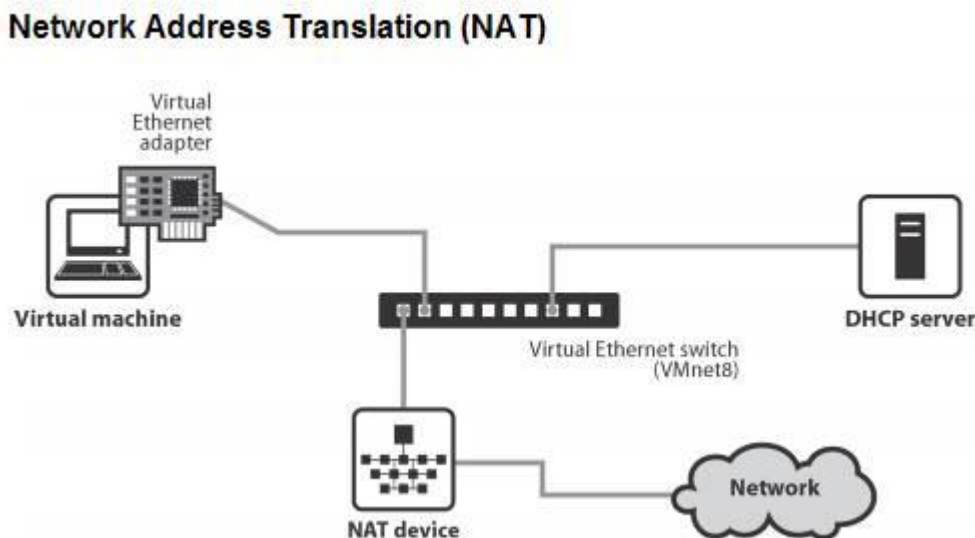 Network Address Translation (NAT)
Virtual
Ethernet
adapter
Virtual machine
DHCP server
Virtual Ethernet switch
(VMnet8)
Network
NAT device